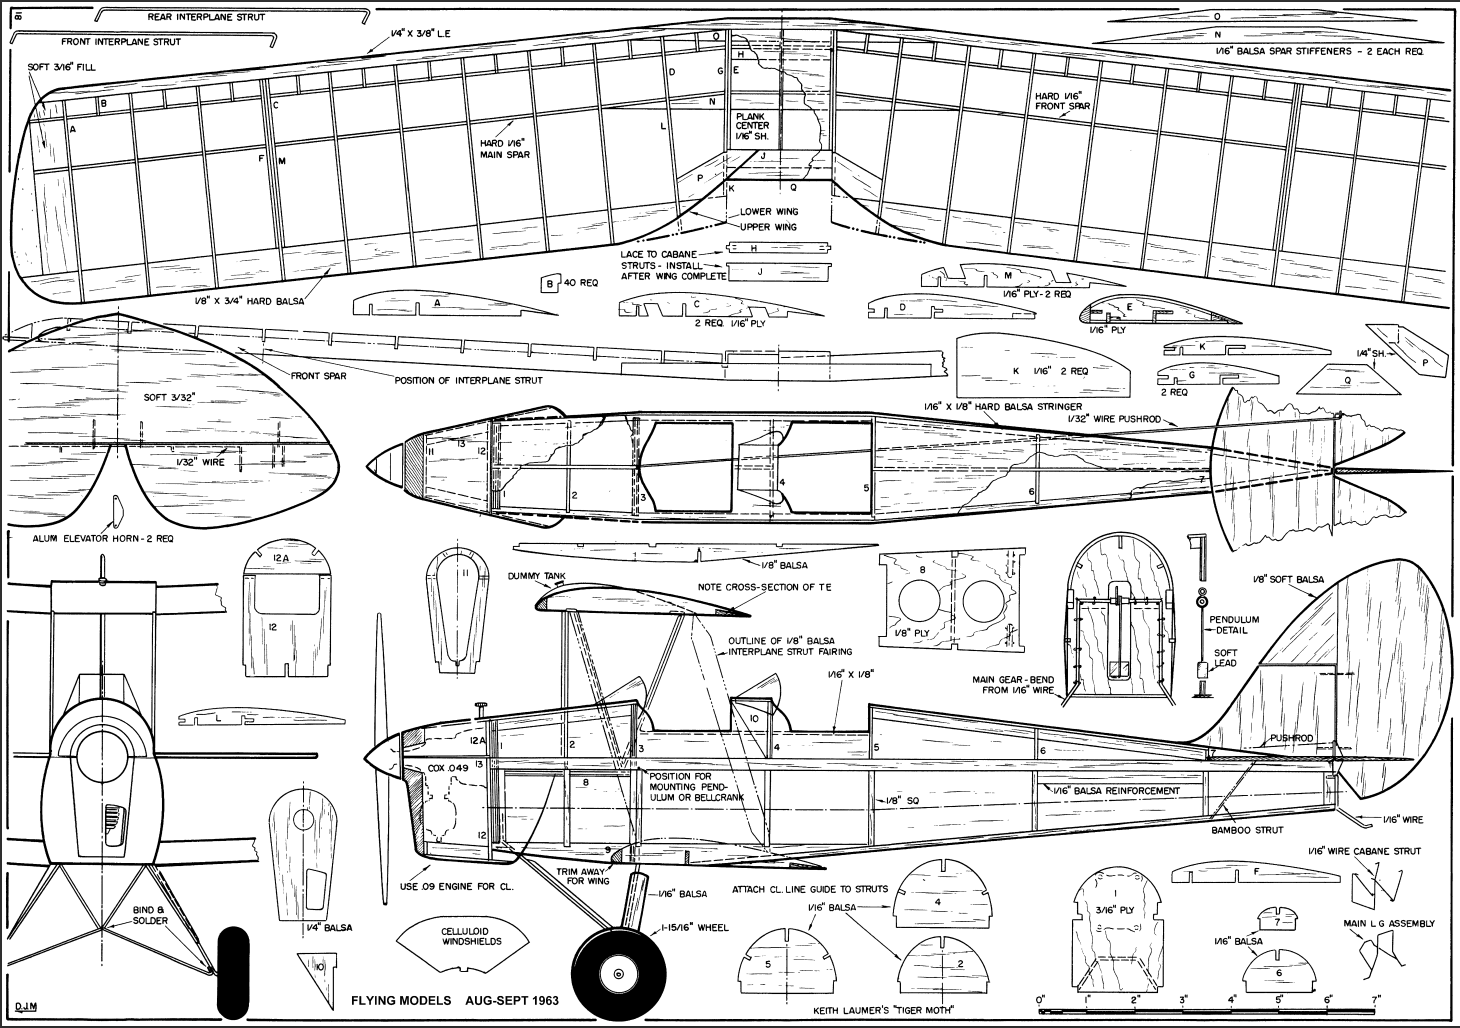 REAR INTERPLANE STRUT
FRONT INTERPLANE STRUT
1/4" X 3/8" L.E
O
N
1/16" BALSA SPAR STIFFENERS - 2 EACH REQ.
SOFT 3/16" FILL
B
A
C
F
M
HARD 1/16"
MAIN SPAR
D
L
N
P
O
G
H
E
PLANK
CENTER
1/16" SH.
J
K
Q
HARD 1/16"
FRONT SPAR
LOWER WING
UPPER WING
LACE TO CABANE
STRUTS - INSTALL
AFTER WING COMPLETE
H
J
1/8" X 3/4" HARD BALSA
B
40 REQ
A
C
2 REQ. 1/16" PLY
D
M
1/16" PLY - 2 REQ
E
1/16" PLY
FRONT SPAR
POSITION OF INTERPLANE STRUT
K 1/16" 2 REQ
K
G
2 REQ
1/4" SH.
P
Q
SOFT 3/32"
1/32" WIRE
ALUM ELEVATOR HORN - 2 REQ
1/16" X 1/8" HARD BALSA STRINGER
1/32" WIRE PUSHROD
13
11
12
1
2
3
4
5
6
7
12A
12
11
1/8" BALSA
DUMMY TANK
NOTE CROSS-SECTION OF T E
OUTLINE OF 1/8" BALSA
INTERPLANE STRUT FAIRING
8
1/8" PLY
MAIN GEAR - BEND
FROM 1/16" WIRE
PENDULUM
DETAIL
SOFT
LEAD
1/8" SOFT BALSA
L
1/16" X 1/8"
12A
13
COX .049
12
1
2
8
3
10
4
5
6
7
PUSHROD
POSITION FOR
MOUNTING PEND-
ULUM OR BELLCRANK
1/8" SQ
1/16" BALSA REINFORCEMENT
BAMBOO STRUT
1/16" WIRE
9
TRIM AWAY
FOR WING
USE .09 ENGINE FOR CL.
1/16" BALSA
1-15/16" WHEEL
ATTACH CL. LINE GUIDE TO STRUTS
1/16" BALSA
4
5
2
1
3/16" PLY
F
7
1/16" BALSA
6
1/16" WIRE CABANE STRUT
MAIN L G ASSEMBLY
BIND &
SOLDER
1/4" BALSA
10
CELLULOID
WINDSHIELDS
D.J.M
FLYING MODELS AUG-SEPT 1963
KEITH LAUMER'S "TIGER MOTH"
0" 1" 2" 3" 4" 5" 6" 7"